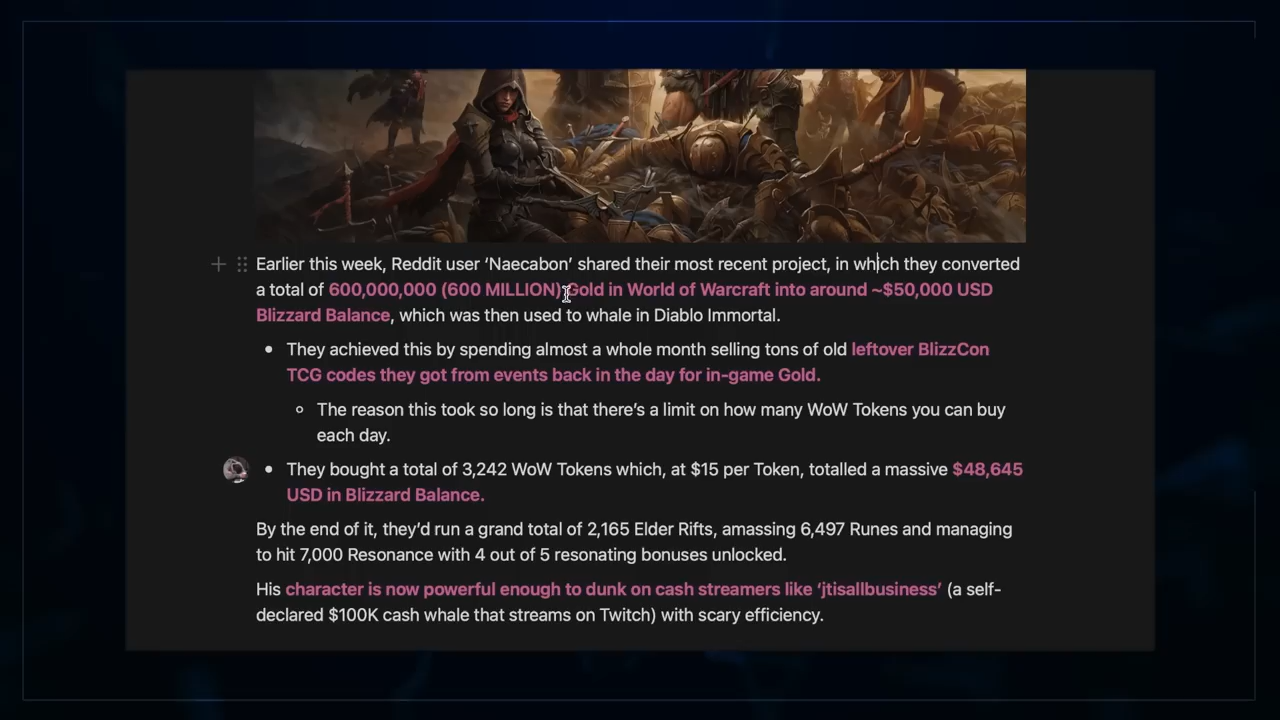 Earlier this week, Reddit user ‘Naecabon’ shared their most recent project, in which they converted
a total of 600,000,000 (600 MILLION) Gold in World of Warcraft into around ~$50,000 USD
Blizzard Balance, which was then used to whale in Diablo Immortal.
• They achieved this by spending almost a whole month selling tons of old leftover BlizzCon
TCG codes they got from events back in the day for in-game Gold.
◦ The reason this took so long is that there’s a limit on how many WoW Tokens you can buy
each day.
• They bought a total of 3,242 WoW Tokens which, at $15 per Token, totalled a massive $48,645
USD in Blizzard Balance.
By the end of it, they’d run a grand total of 2,165 Elder Rifts, amassing 6,497 Runes and managing
to hit 7,000 Resonance with 4 out of 5 resonating bonuses unlocked.
His character is now powerful enough to dunk on cash streamers like ‘jtisallbusiness’ (a self-
declared $100K cash whale that streams on Twitch) with scary efficiency.